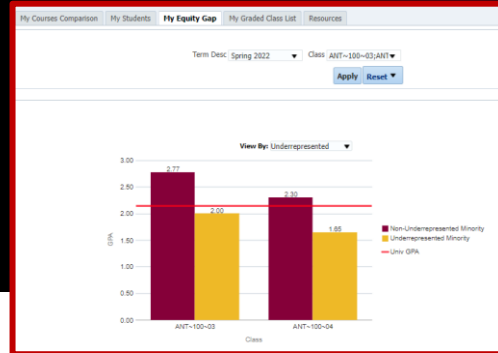 My Courses Comparison My Students My Equity Gap My Graded Class List Resources
Term Desc Spring 2022 Class ANT~100~03;ANT
Apply Reset
View By: Underrepresented
3.00
2.77
2.50
2.30
2.00
2.00
1.65
1.50
1.00
0.50
0.00
GPA
ANT~100~03 ANT~100~04
Class
Non-Underrepresented Minority
Underrepresented Minority
Univ GPA